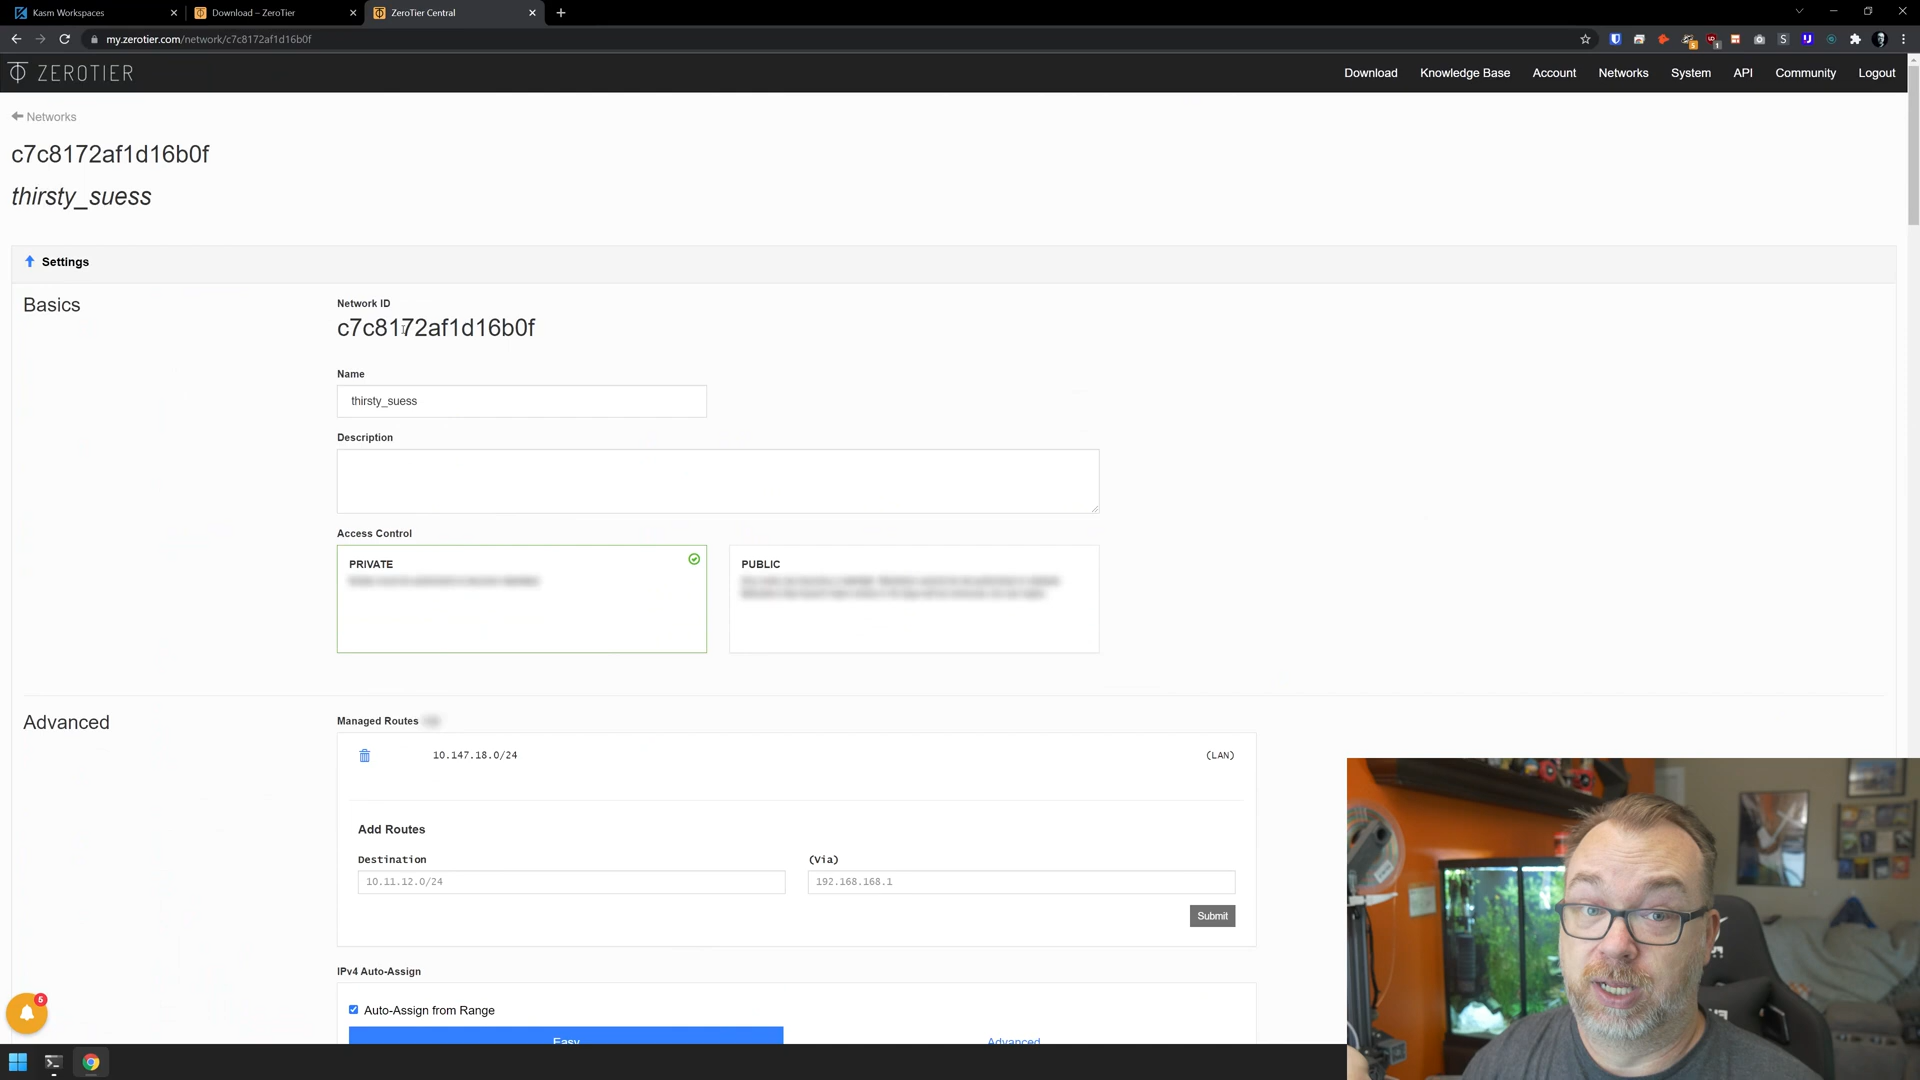 Kasm Workspaces
Download – ZeroTier
ZeroTier Central
my.zerotier.com/network/c7c8172af1d16b0f
ZEROTIER
Download
Knowledge Base
Account
Networks
System
API
Community
Logout
Networks
c7c8172af1d16b0f
thirsty_suess
Settings
Basics
Network ID
c7c8172af1d16b0f
Name
thirsty_suess
Description
Access Control
PRIVATE
PUBLIC
Advanced
Managed Routes
10.147.18.0/24
(LAN)
Add Routes
Destination
(Via)
10.11.12.0/24
192.168.168.1
Submit
IPv4 Auto-Assign
5
Auto-Assign from Range
Easy
Advanced